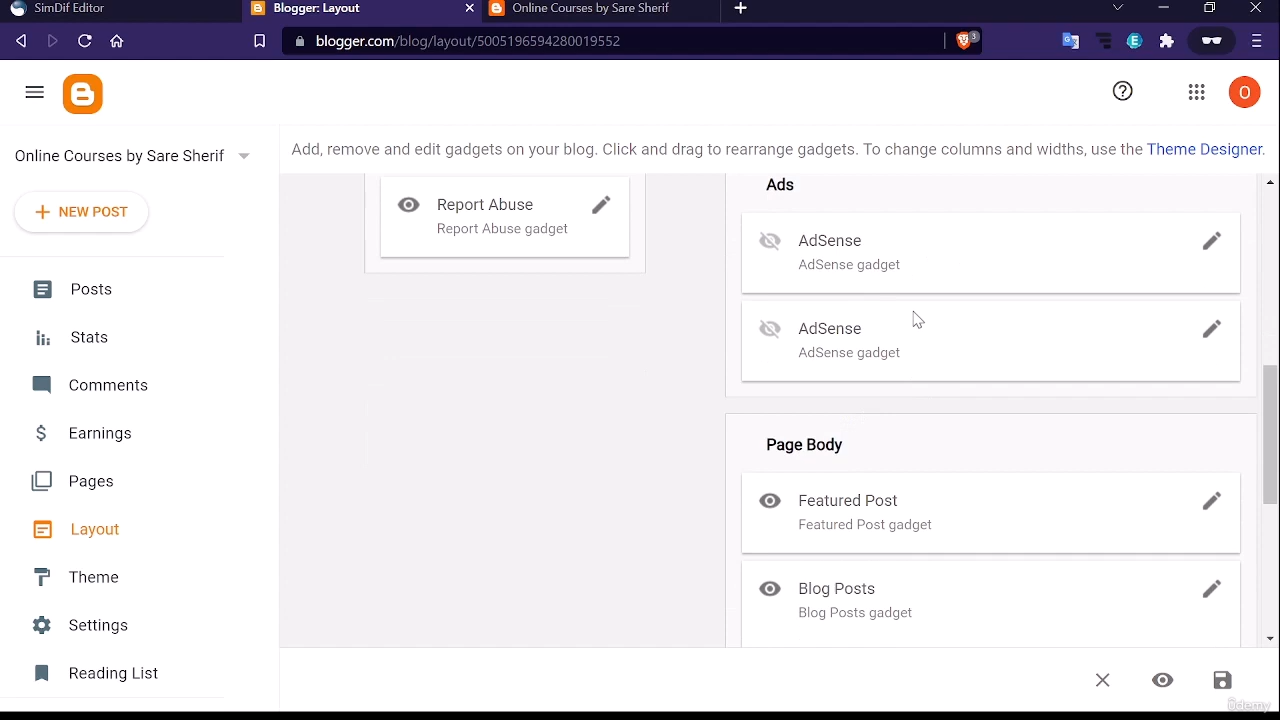 SimDif Editor
Blogger: Layout
Online Courses by Sare Sherif
blogger.com/blog/layout/5005196594280019552
3
E
O
Online Courses by Sare Sherif
NEW POST
Posts
Stats
Comments
Earnings
Pages
Layout
Theme
Settings
Reading List
Add, remove and edit gadgets on your blog. Click and drag to rearrange gadgets. To change columns and widths, use the Theme Designer.
Report Abuse
Report Abuse gadget
Ads
AdSense
AdSense gadget
AdSense
AdSense gadget
Page Body
Featured Post
Featured Post gadget
Blog Posts
Blog Posts gadget
ûdemy